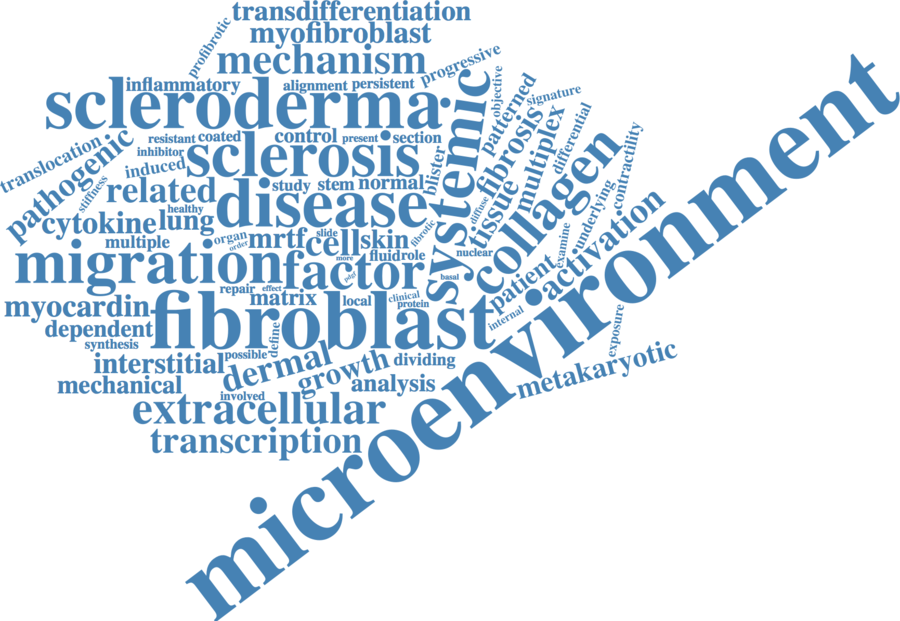 transdifferentiation
profibrotic
myofibroblast
mechanism
progressive
inflammatory
alignment
persistent
objective
signature
scleroderma
systemic
patterned
resistant
coated
control
present
section
multiplex
differential
translocation
pathogenic
inhibitor
sclerosis
fibrosis
contractility
induced
blister
collagen
stiffness
related
study
stem
normal
tissue
underlying
healthy
disease
diffuse
cytokine
lung
multiple
organ
order
mrtf
slide
cell
skin
fibrotic
nuclear
examine
activation
migration
more
factor
pdgf
fluid
role
basal
patient
microenvironment
repair
effect
matrix
local
clinical
protein
internal
myocardin
fibroblast
dependent
synthesis
define
exposure
interstitial
possible
dermal
growth
dividing
metakaryotic
mechanical
involved
analysis
extracellular
transcription